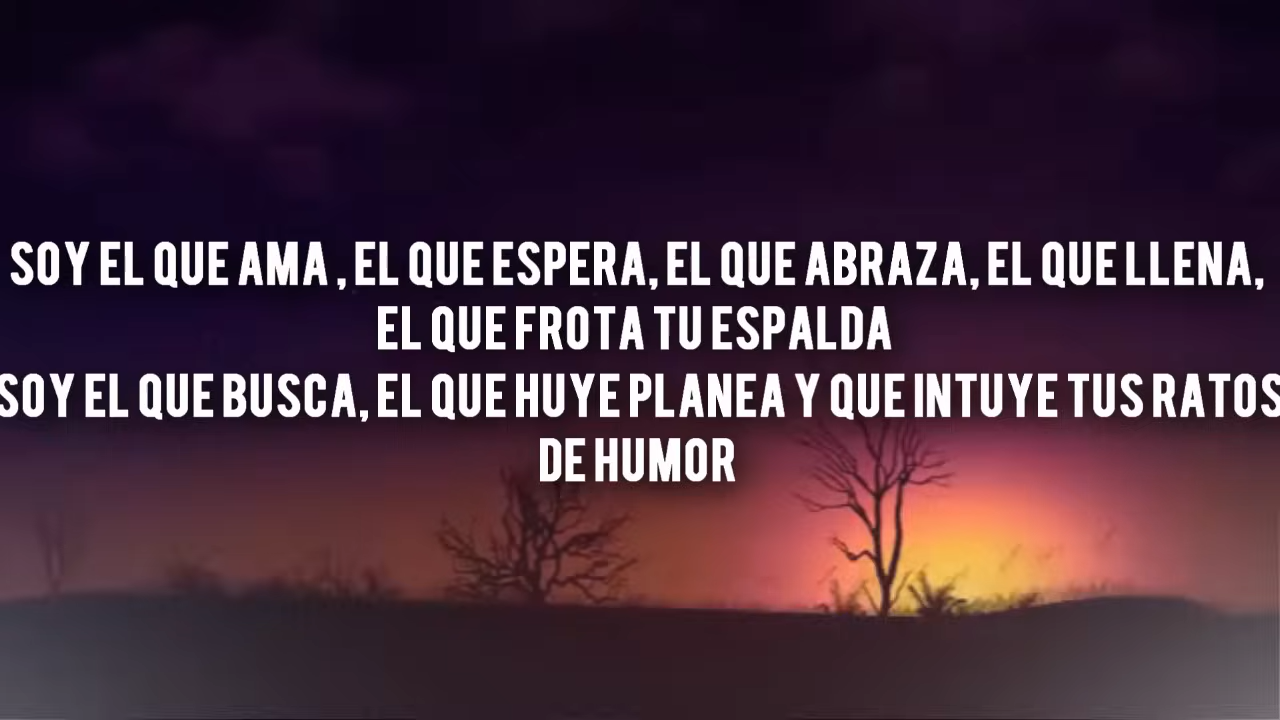 SOY EL QUE AMA , EL QUE ESPERA, EL QUE ABRAZA, EL QUE LLENA,
EL QUE FROTA TU ESPALDA
SOY EL QUE BUSCA, EL QUE HUYE PLANEA Y QUE INTUYE TUS RATOS
DE HUMOR